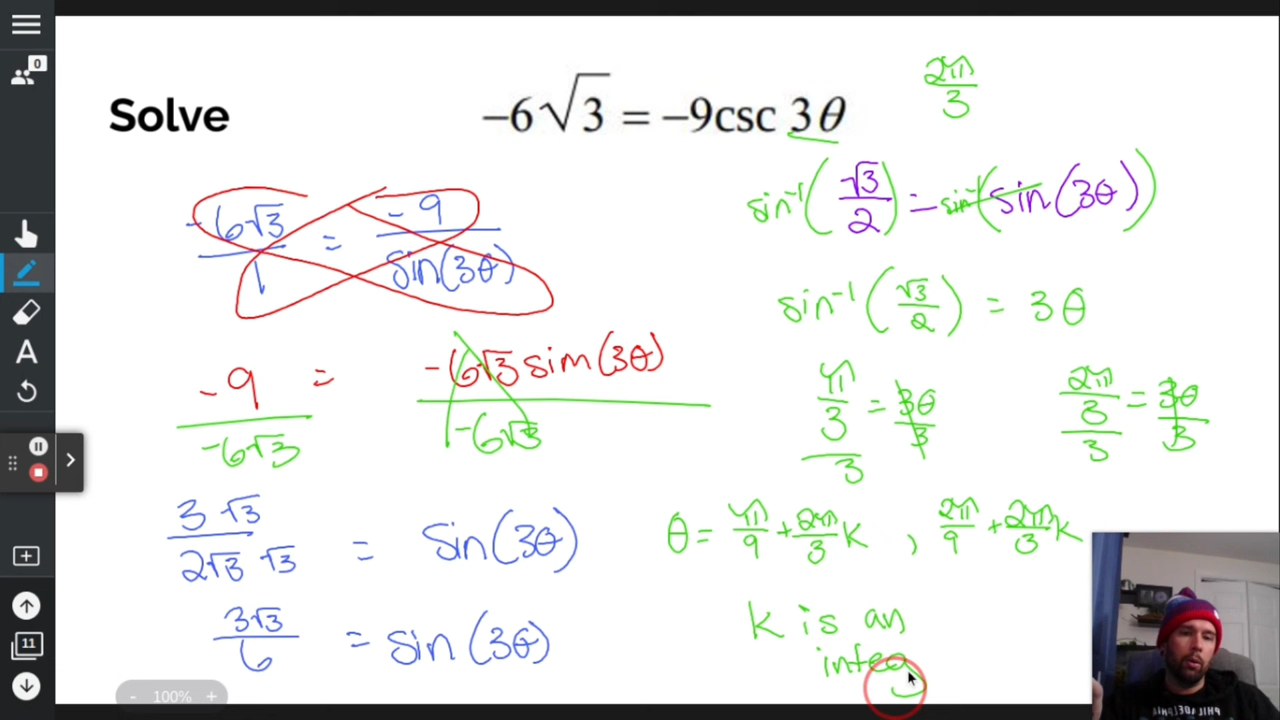 0
Solve
−6√3 = −9csc 3θ
2π/3
-6√3/1 = -9/sin(3θ)
-9/-6√3 = -6√3 sin(3θ)/-6√3
3 √3/2√3 √3 = sin(3θ)
3√3/6 = sin(3θ)
sin⁻¹(√3/2) = sin⁻¹(sin(3θ))
sin⁻¹(√3/2) = 3θ
π/3/3 = 3θ/3
2π/3/3 = 3θ/3
θ = π/9 + 2π/3 k , 2π/9 + 2π/3 k
k is an
integ
A
11
- 100% +